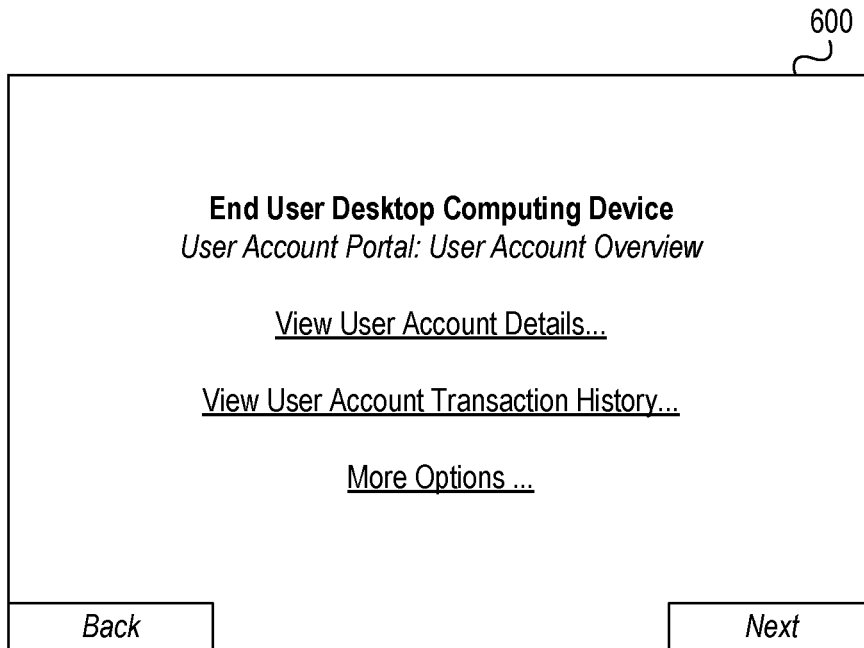 600
End User Desktop Computing Device
User Account Portal: User Account Overview
View User Account Details...
View User Account Transaction History...
More Options ...
Back
Next